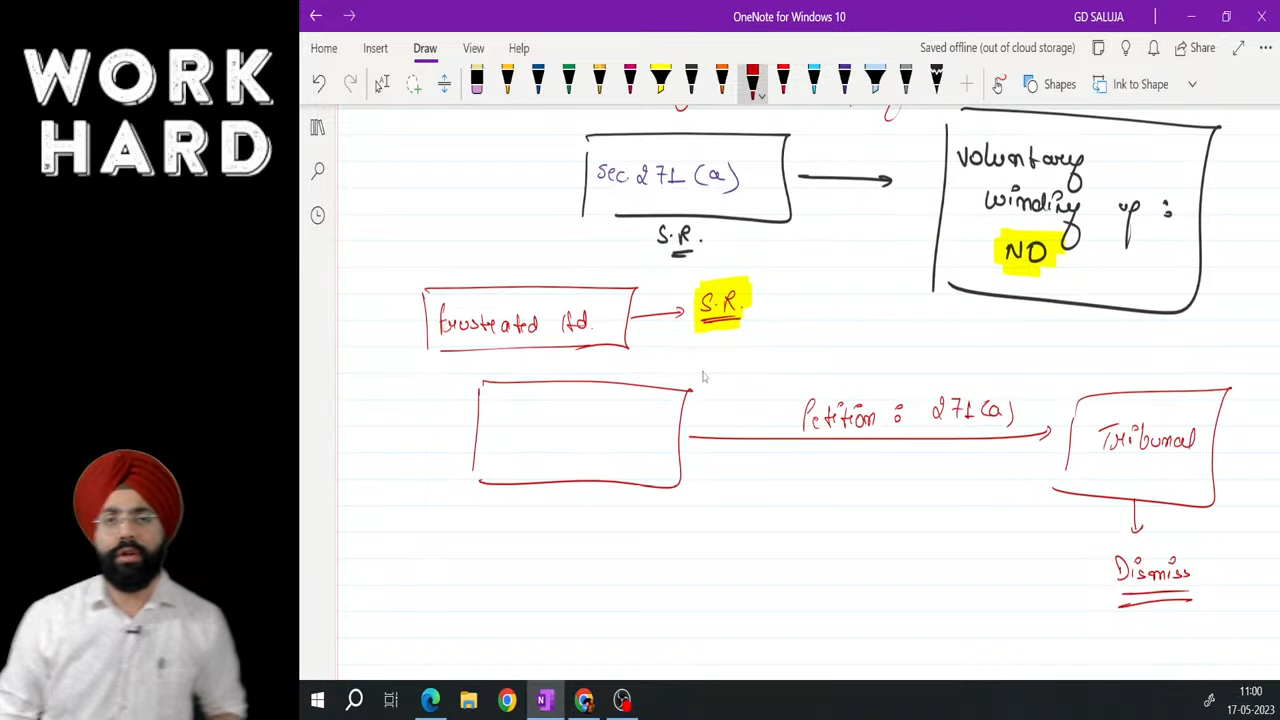 WORK
HARD
OneNote for Windows 10
GD SALUJA
Home
Insert
Draw
View
Help
Saved offline (out of cloud storage)
Share
Shapes
Ink to Shape
Sec.271 (a)
S.R.
Voluntary
winding up :
NO
frustrated ltd.
S.R.
Petition : 271(a)
Tribunal
Dismiss
11:00
17-05-2023